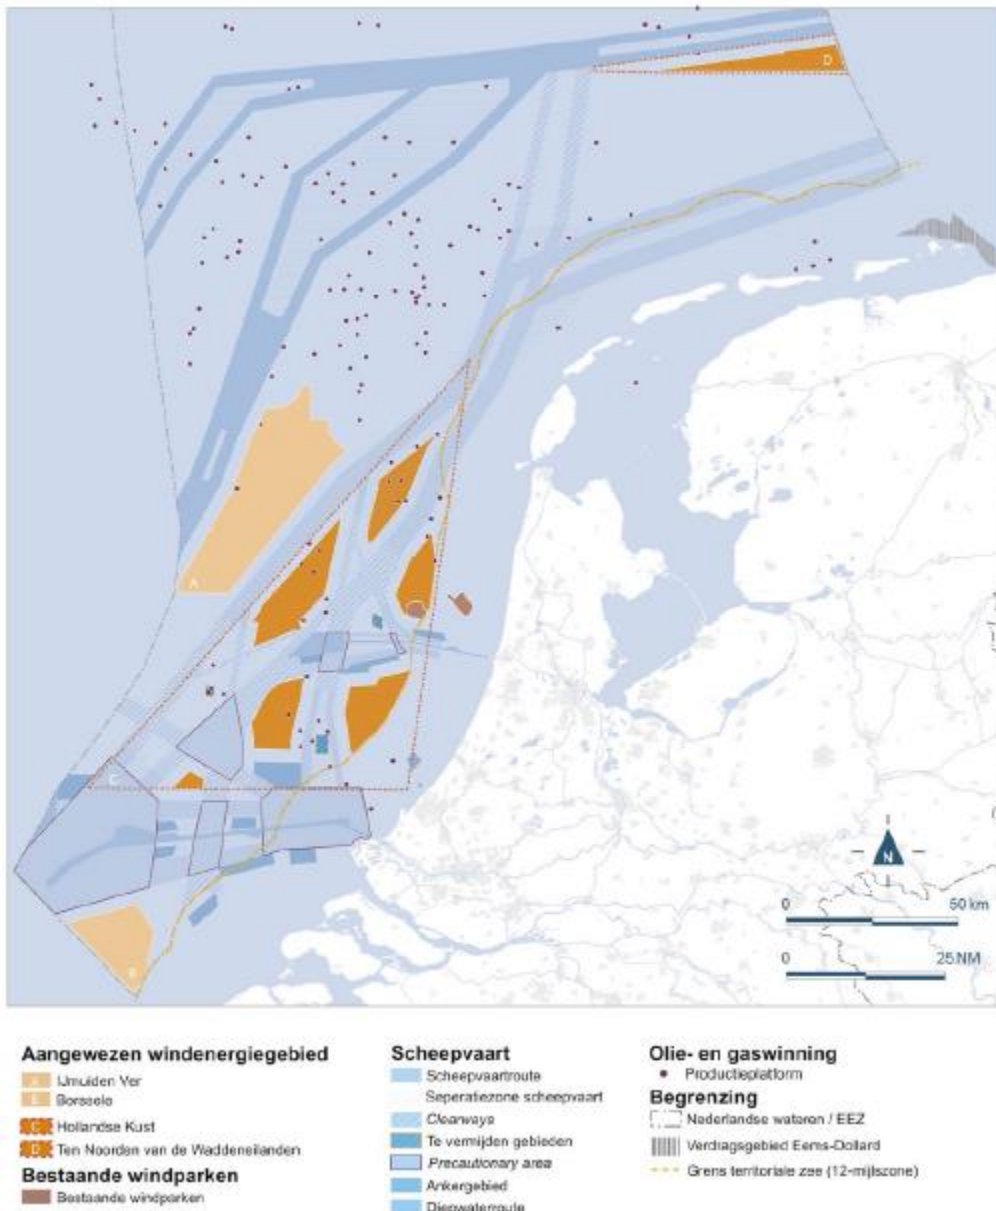 D
A
C
B
N
0 50 km
0 25 NM
Aangewezen windenergiegebied
A IJmuiden Ver
B Borssele
C Hollandse Kust
D Ten Noorden van de Waddeneilanden
Bestaande windparken
Bestaande windparken
Scheepvaart
Scheepvaartroute
Seperatiezone scheepvaart
Clearways
Te vermijden gebieden
Precautionary area
Ankergebied
Diepwaterroute
Olie- en gaswinning
Productieplatform
Begrenzing
Nederlandse wateren / EEZ
Verdragsgebied Eems-Dollard
Grens territoriale zee (12-mijlszone)